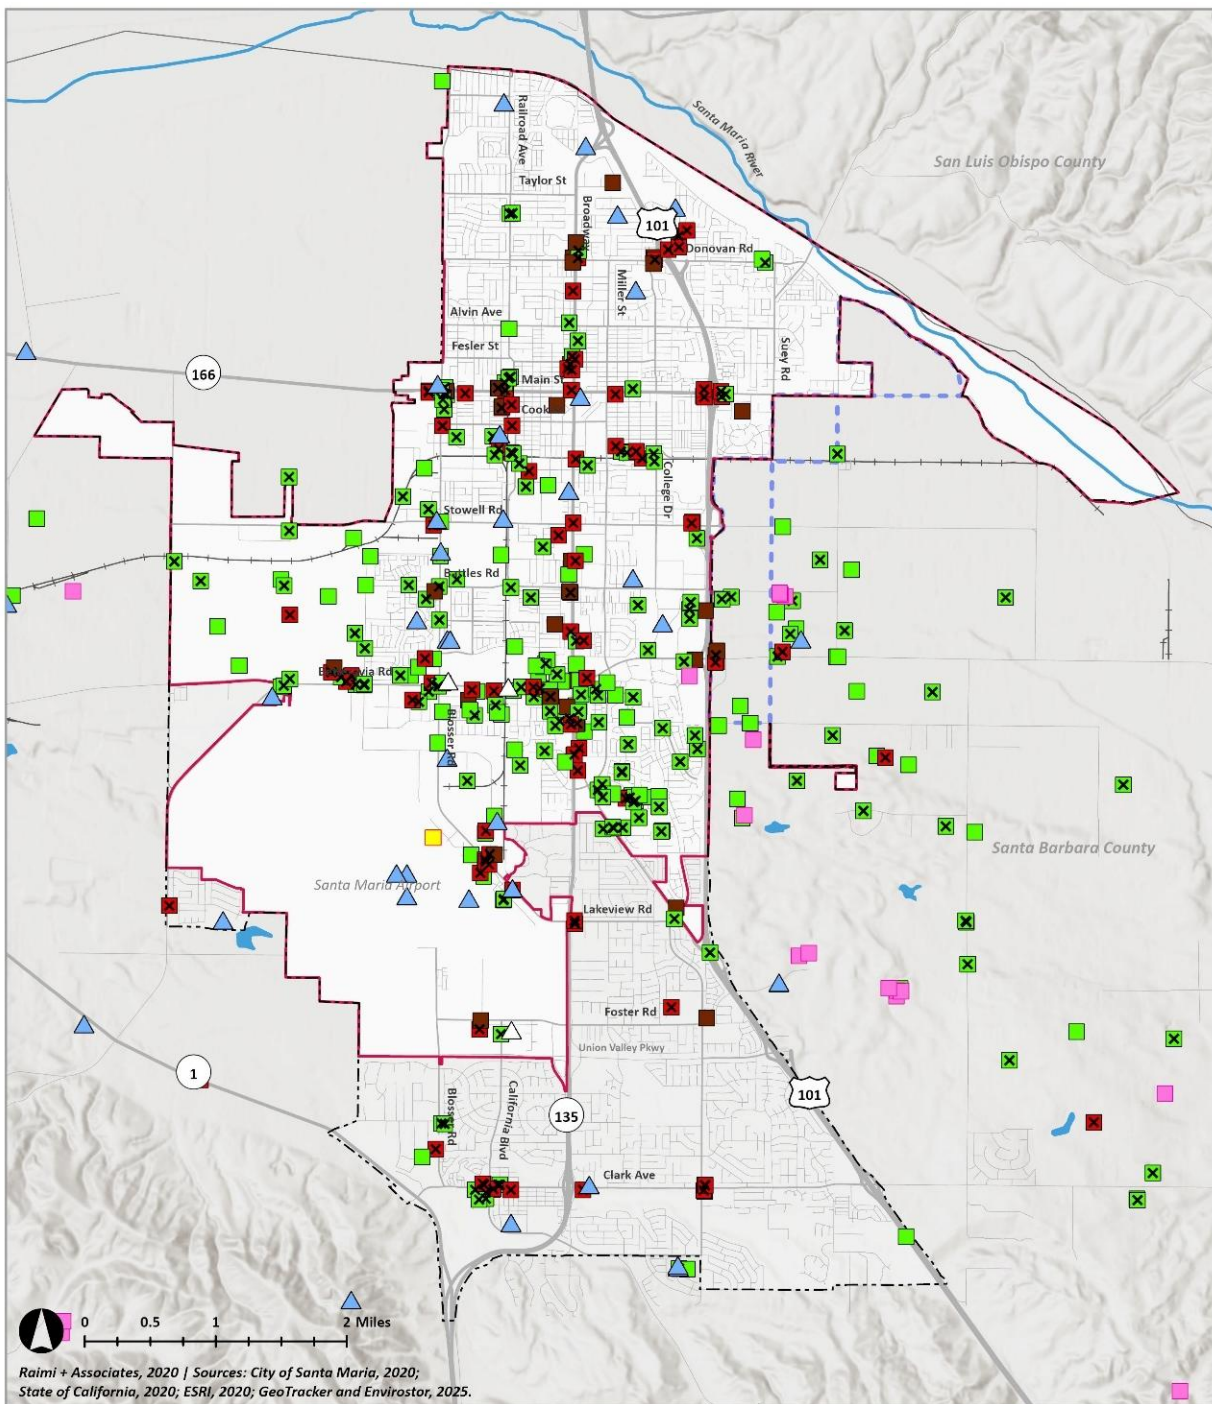 Railroad Ave
Santa Maria River
San Luis Obispo County
Taylor St
Broadway
101
Donovan Rd
Miller St
Alvin Ave
Fesler St
Suey Rd
166
Main St
Cook
College Dr
Stowell Rd
Battles Rd
Rd
Blosser Rd
Santa Barbara County
Santa Maria Airport
Lakeview Rd
Foster Rd
Union Valley Pkwy
1
101
Blosser Rd
California Blvd
135
Clark Ave
0 0.5 1 2 Miles
Raimi + Associates, 2020 | Sources: City of Santa Maria, 2020;
State of California, 2020; ESRI, 2020; GeoTracker and Envirostor, 2025.